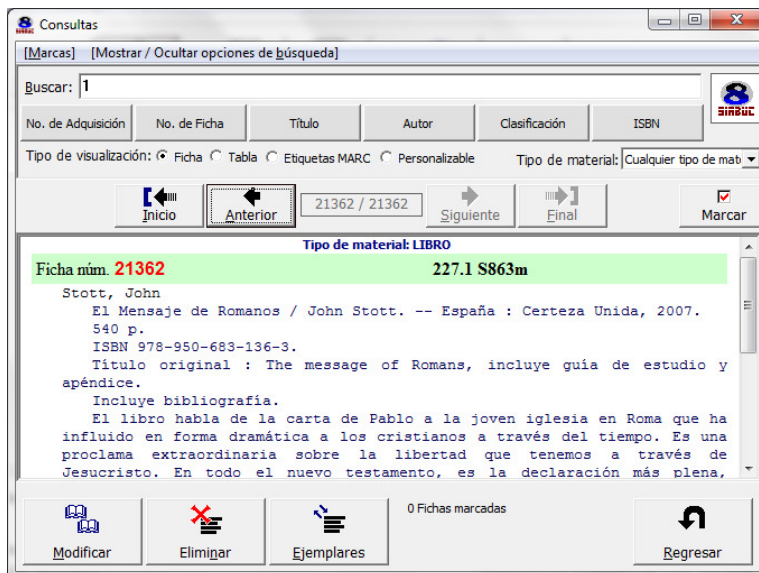 Consultas
[Marcas] [Mostrar / Ocultar opciones de búsqueda]
Buscar: 1
8
SIABUC
No. de Adquisición No. de Ficha Título Autor Clasificación ISBN
Tipo de visualización: Ficha Tabla Etiquetas MARC Personalizable Tipo de material: Cualquier tipo de mat
Inicio Anterior 21362 / 21362 Siguiente Final Marcar
Tipo de material: LIBRO
Ficha núm. 21362 227.1 S863m
Stott, John
El Mensaje de Romanos / John Stott. -- España : Certeza Unida, 2007.
540 p.
ISBN 978-950-683-136-3.
Título original : The message of Romans, incluye guía de estudio y
apéndice.
Incluye bibliografía.
El libro habla de la carta de Pablo a la joven iglesia en Roma que ha
influido en forma dramática a los cristianos a través del tiempo. Es una
proclama extraordinaria sobre la libertad que tenemos a través de
Jesucristo. En todo el nuevo testamento, es la declaración más plena,
0 Fichas marcadas
Modificar Eliminar Ejemplares Regresar